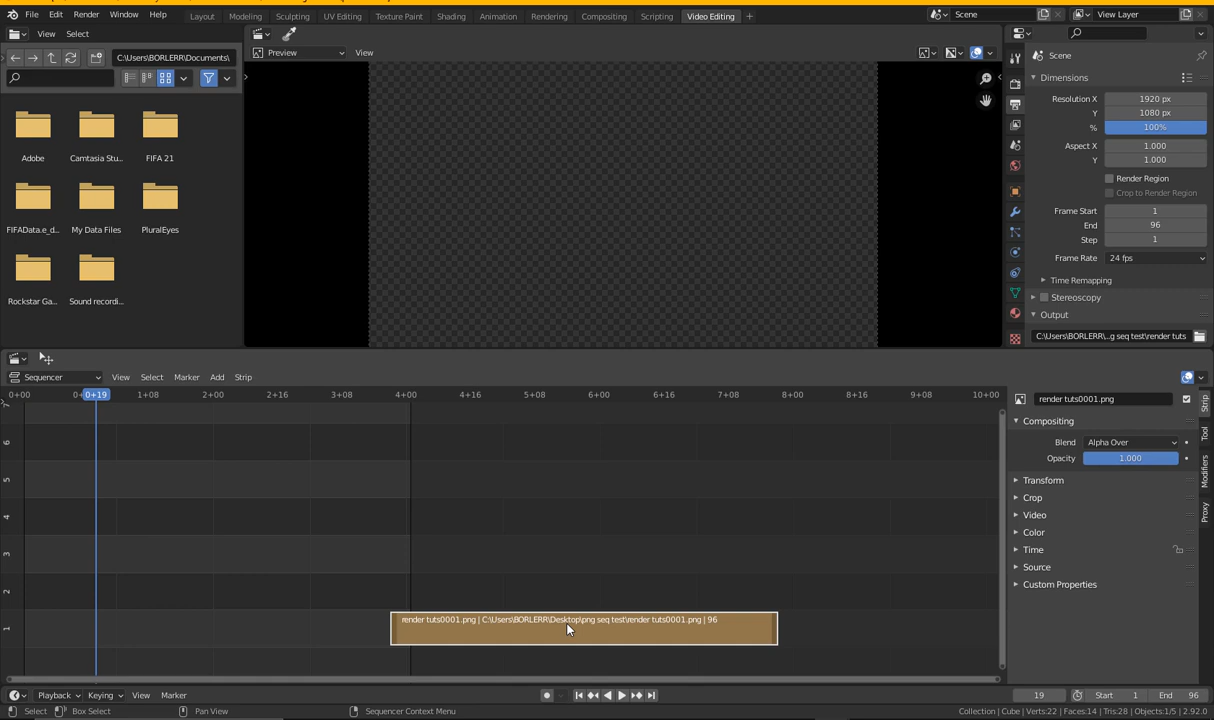 File Edit Render Window Help Layout Modeling Sculpting UV Editing Texture Paint Shading Animation Rendering Compositing Scripting Video Editing + Scene View Layer
View Select
Preview View
C:\Users\BORLERR\Documents\
Scene
Dimensions
Resolution X 1920 px
Y 1080 px
% 100%
Aspect X 1.000
Y 1.000
Render Region
Crop to Render Region
Frame Start 1
End 96
Step 1
Frame Rate 24 fps
Time Remapping
Stereoscopy
Output
C:\Users\BORLERR\...g seq test\render tuts
Adobe Camtasia Stu... FIFA 21
FIFAData.e_d... My Data Files PluralEyes
Rockstar Ga... Sound recordi...
Sequencer View Select Marker Add Strip
0+00 0+19 1+08 2+00 2+16 3+08 4+00 4+16 5+08 6+00 6+16 7+08 8+00 8+16 9+08 10+00
7
6
5
4
3
2
1
render tuts0001.png | C:\Users\BORLERR\Desktop\png seq test\render tuts0001.png | 96
render tuts0001.png
Compositing
Blend Alpha Over
Opacity 1.000
Transform
Crop
Video
Color
Time
Source
Custom Properties
Strip
Tool
Modifiers
Proxy
Playback Keying View Marker 19 Start 1 End 96
Select Box Select Pan View Sequencer Context Menu Collection | Cube | Verts:22 | Faces:14 | Tris:28 | Objects:1/5 | 2.92.0